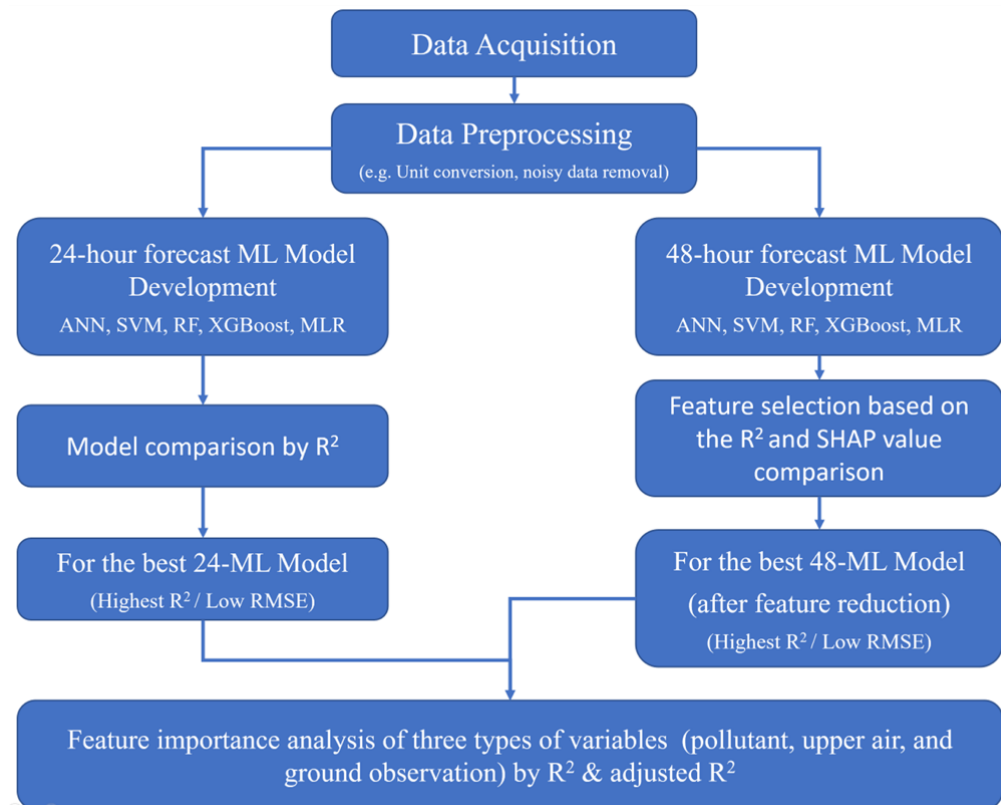 Data Acquisition
Data Preprocessing
(e.g. Unit conversion, noisy data removal)
24-hour forecast ML Model
Development
ANN, SVM, RF, XGBoost, MLR
48-hour forecast ML Model
Development
ANN, SVM, RF, XGBoost, MLR
Model comparison by R²
Feature selection based on
the R² and SHAP value
comparison
For the best 24-ML Model
(Highest R² / Low RMSE)
For the best 48-ML Model
(after feature reduction)
(Highest R² / Low RMSE)
Feature importance analysis of three types of variables (pollutant, upper air, and
ground observation) by R² & adjusted R²